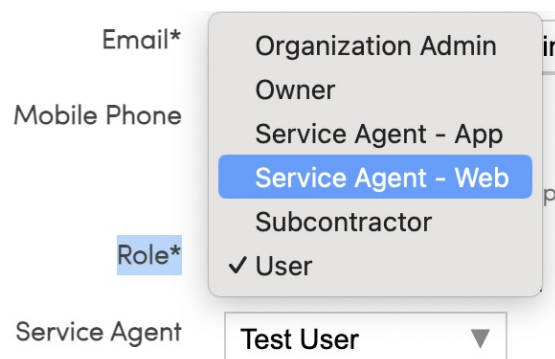 Email*
Organization Admin
Owner
Mobile Phone
Service Agent - App
Service Agent - Web
Subcontractor
Role*
✓ User
Service Agent
Test User